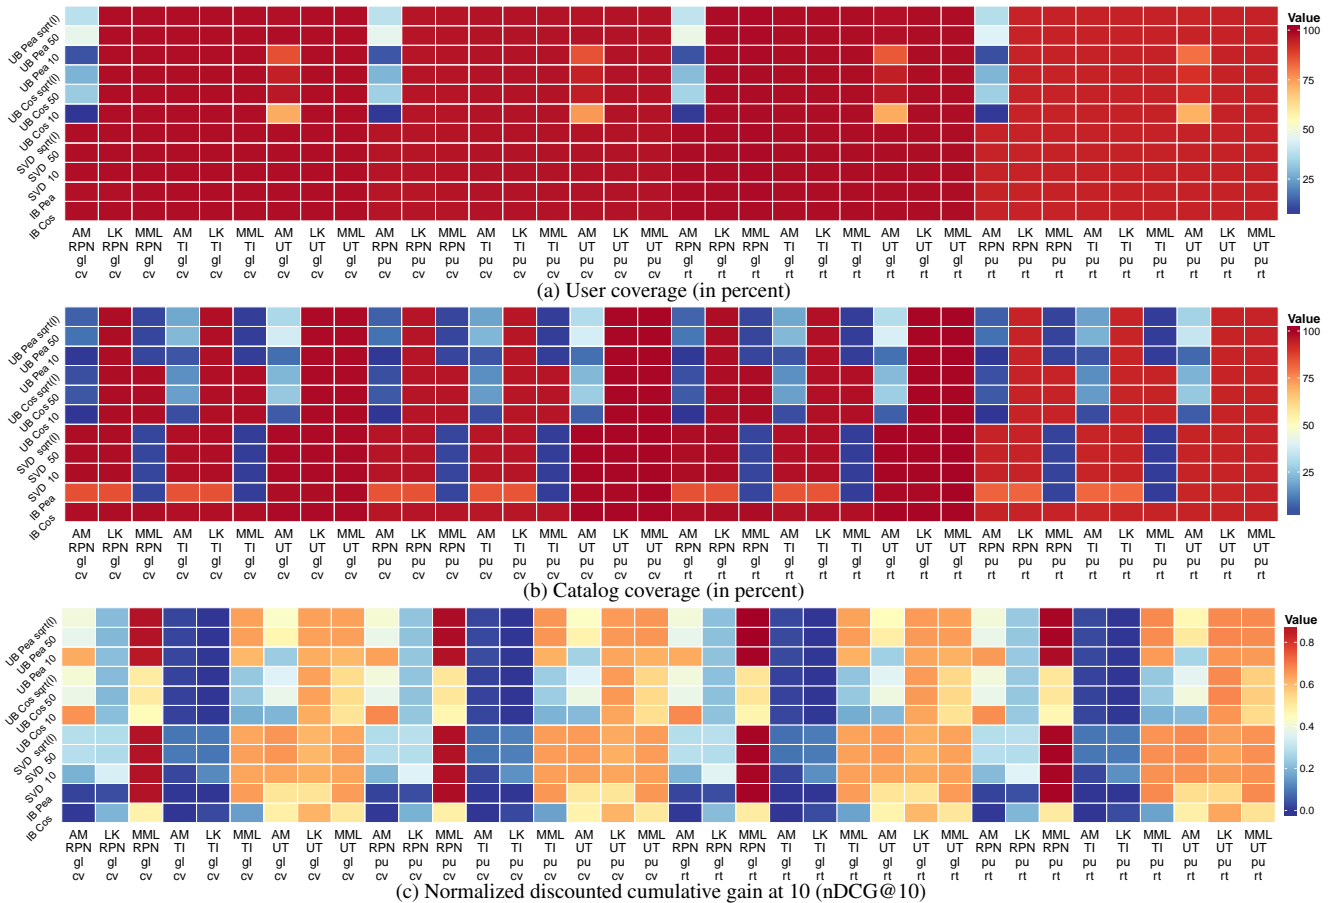 Value
UB Pea sqrt(I)
UB Pea 50
UB Pea 10
UB Cos sqrt(I)
UB Cos 50
UB Cos 10
SVD sqrt(I)
SVD 50
SVD 10
IB Pea
IB Cos
100
75
50
25
AM LK MML AM LK MML AM LK MML AM LK MML AM LK MML AM LK MML AM LK MML AM LK MML AM LK MML AM LK MML AM LK MML AM LK MML
RPN RPN RPN TI TI TI UT UT UT RPN RPN RPN TI TI TI UT UT UT RPN RPN RPN TI TI TI UT UT UT RPN RPN RPN TI TI TI UT UT UT
gl gl gl gl gl gl gl gl gl pu pu pu pu pu pu pu pu pu gl gl gl gl gl gl gl gl gl pu pu pu pu pu pu pu pu pu
cv cv cv cv cv cv cv cv cv cv cv cv cv cv cv cv cv cv rt rt rt rt rt rt rt rt rt rt rt rt rt rt rt rt rt rt
(a) User coverage (in percent)
Value
UB Pea sqrt(I)
UB Pea 50
UB Pea 10
UB Cos sqrt(I)
UB Cos 50
UB Cos 10
SVD sqrt(I)
SVD 50
SVD 10
IB Pea
IB Cos
100
75
50
25
AM LK MML AM LK MML AM LK MML AM LK MML AM LK MML AM LK MML AM LK MML AM LK MML AM LK MML AM LK MML AM LK MML AM LK MML
RPN RPN RPN TI TI TI UT UT UT RPN RPN RPN TI TI TI UT UT UT RPN RPN RPN TI TI TI UT UT UT RPN RPN RPN TI TI TI UT UT UT
gl gl gl gl gl gl gl gl gl pu pu pu pu pu pu pu pu pu gl gl gl gl gl gl gl gl gl pu pu pu pu pu pu pu pu pu
cv cv cv cv cv cv cv cv cv cv cv cv cv cv cv cv cv cv rt rt rt rt rt rt rt rt rt rt rt rt rt rt rt rt rt rt
(b) Catalog coverage (in percent)
Value
UB Pea sqrt(I)
UB Pea 50
UB Pea 10
UB Cos sqrt(I)
UB Cos 50
UB Cos 10
SVD sqrt(I)
SVD 50
SVD 10
IB Pea
IB Cos
0.8
0.6
0.4
0.2
0.0
AM LK MML AM LK MML AM LK MML AM LK MML AM LK MML AM LK MML AM LK MML AM LK MML AM LK MML AM LK MML AM LK MML AM LK MML
RPN RPN RPN TI TI TI UT UT UT RPN RPN RPN TI TI TI UT UT UT RPN RPN RPN TI TI TI UT UT UT RPN RPN RPN TI TI TI UT UT UT
gl gl gl gl gl gl gl gl gl pu pu pu pu pu pu pu pu pu gl gl gl gl gl gl gl gl gl pu pu pu pu pu pu pu pu pu
cv cv cv cv cv cv cv cv cv cv cv cv cv cv cv cv cv cv rt rt rt rt rt rt rt rt rt rt rt rt rt rt rt rt rt rt
(c) Normalized discounted cumulative gain at 10 (nDCG@10)